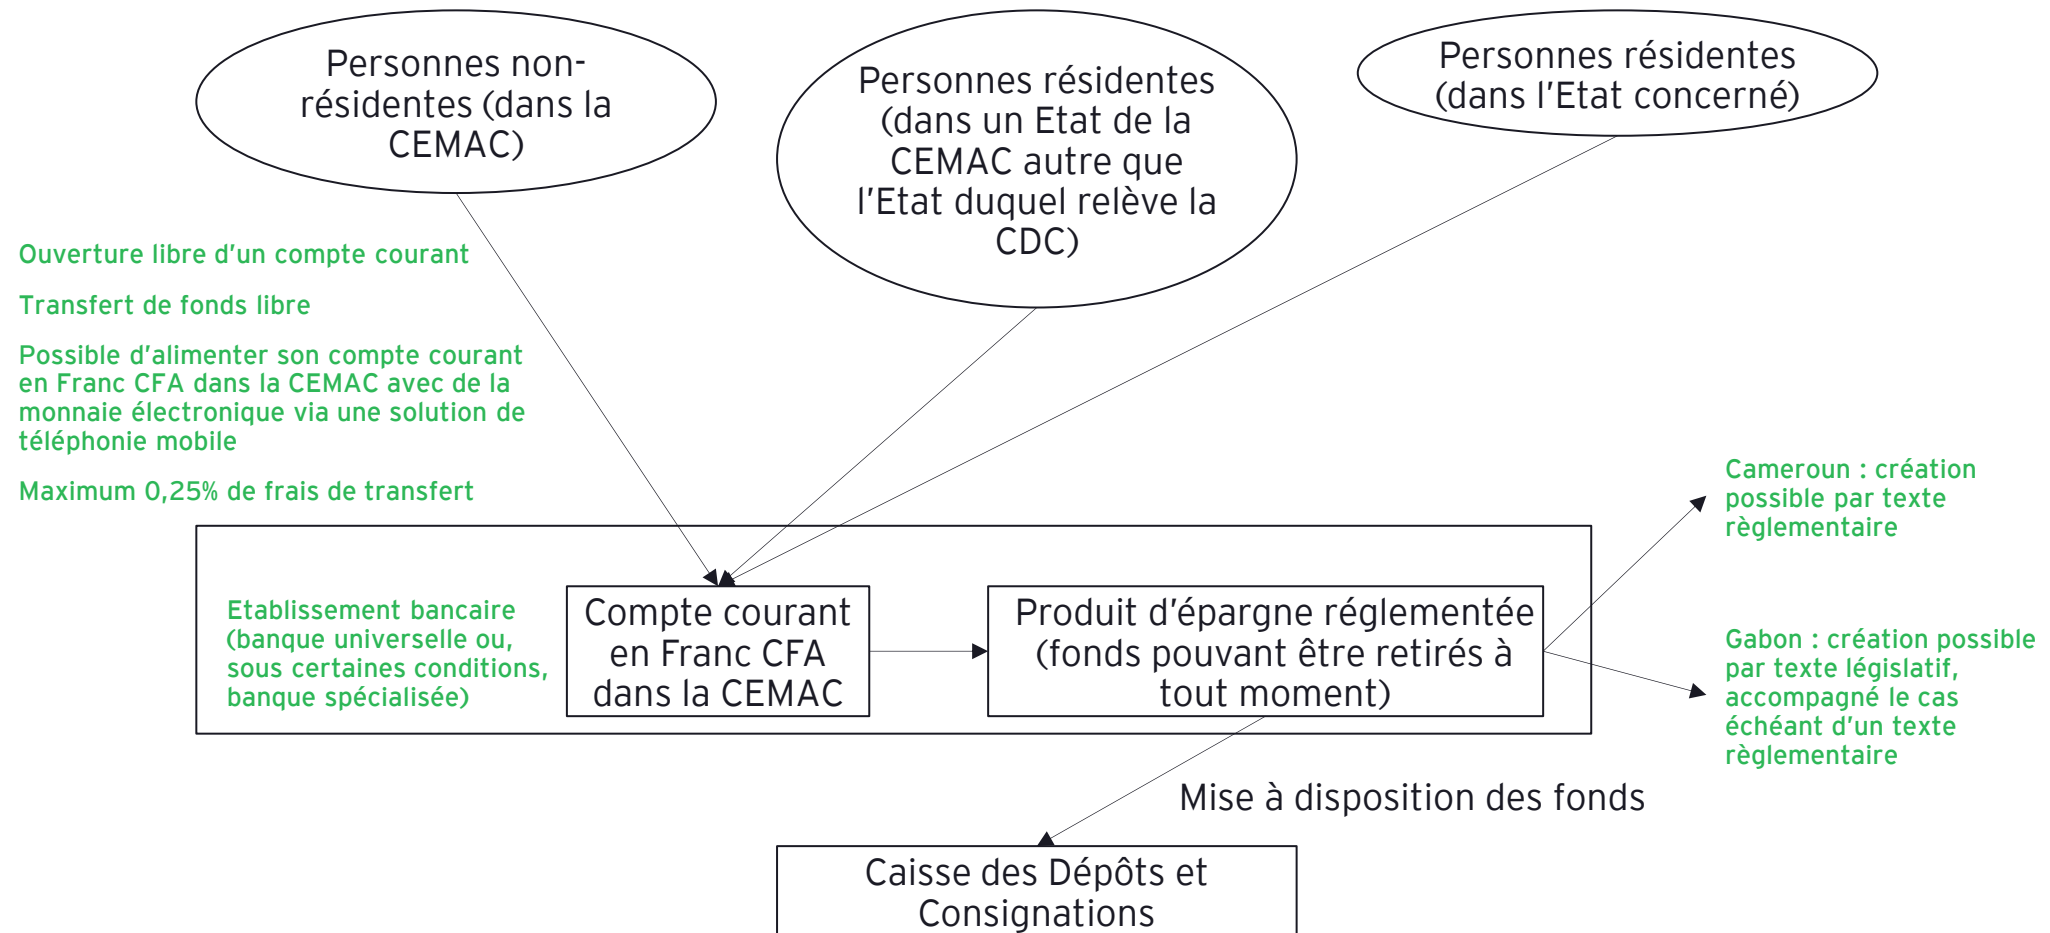 Personnes non-
résidentes (dans la
CEMAC)
Personnes résidentes
(dans un Etat de la
CEMAC autre que
l'Etat duquel relève la
CDC)
Personnes résidentes
(dans l'Etat concerné)
Ouverture libre d'un compte courant
Transfert de fonds libre
Possible d'alimenter son compte courant
en Franc CFA dans la CEMAC avec de la
monnaie électronique via une solution de
téléphonie mobile
Maximum 0,25% de frais de transfert
Etablissement bancaire
(banque universelle ou,
sous certaines conditions,
banque spécialisée)
Compte courant
en Franc CFA
dans la CEMAC
Produit d'épargne réglementée
(fonds pouvant être retirés à
tout moment)
Cameroun : création
possible par texte
règlementaire
Gabon : création possible
par texte législatif,
accompagné le cas
échéant d'un texte
règlementaire
Mise à disposition des fonds
Caisse des Dépôts et
Consignations